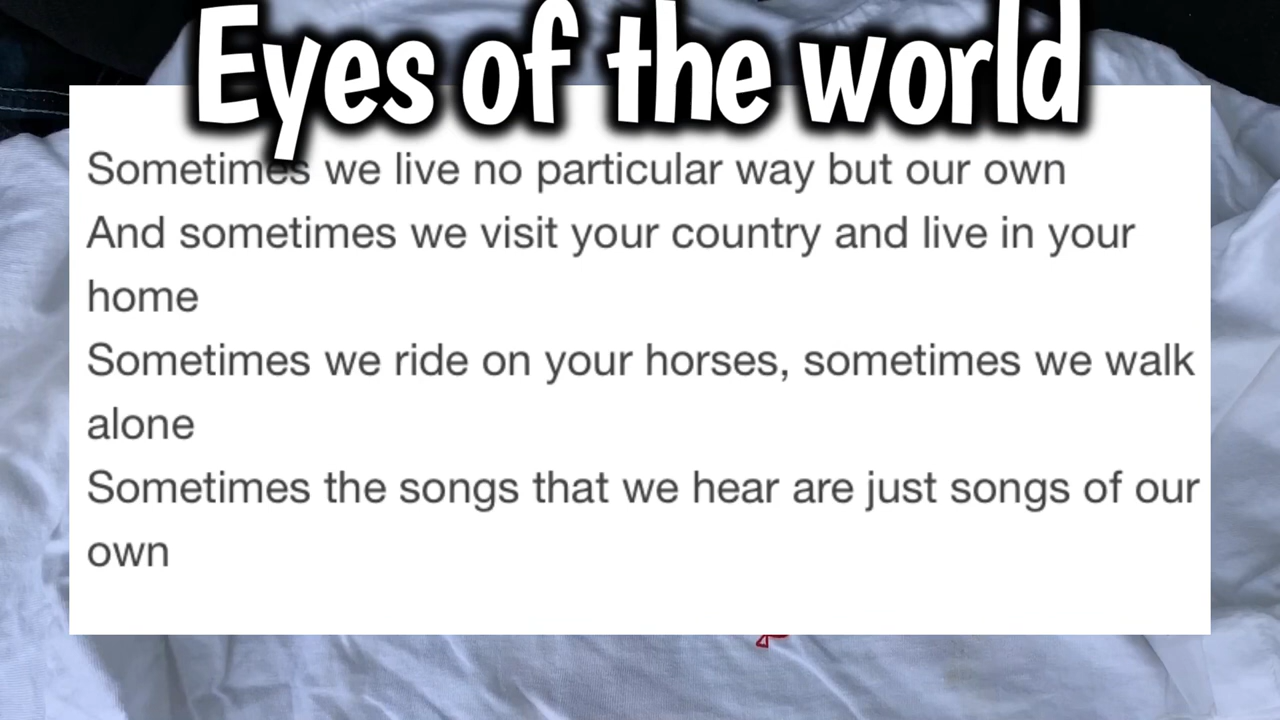 Eyes of the world
Sometimes we live no particular way but our own
And sometimes we visit your country and live in your
home
Sometimes we ride on your horses, sometimes we walk
alone
Sometimes the songs that we hear are just songs of our
own